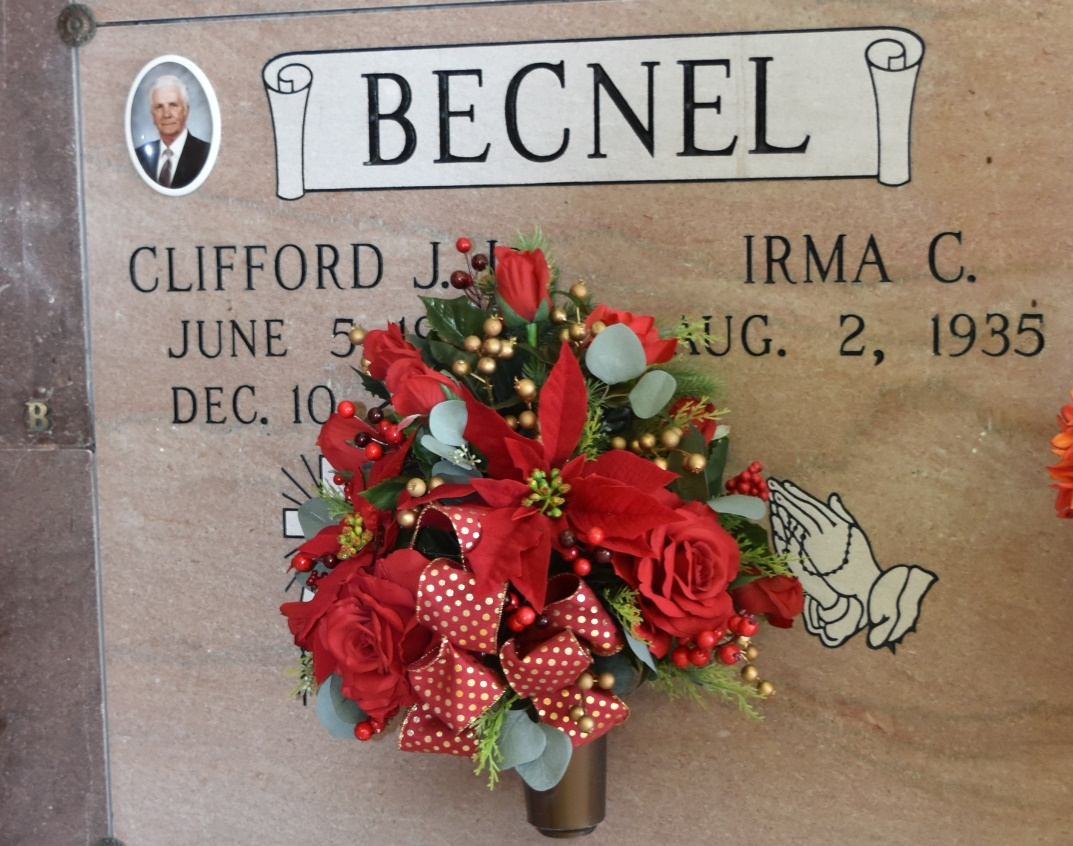 BECNEL
CLIFFORD J. IRMA C.
JUNE 5, AUG. 2, 1935
DEC. 10
B